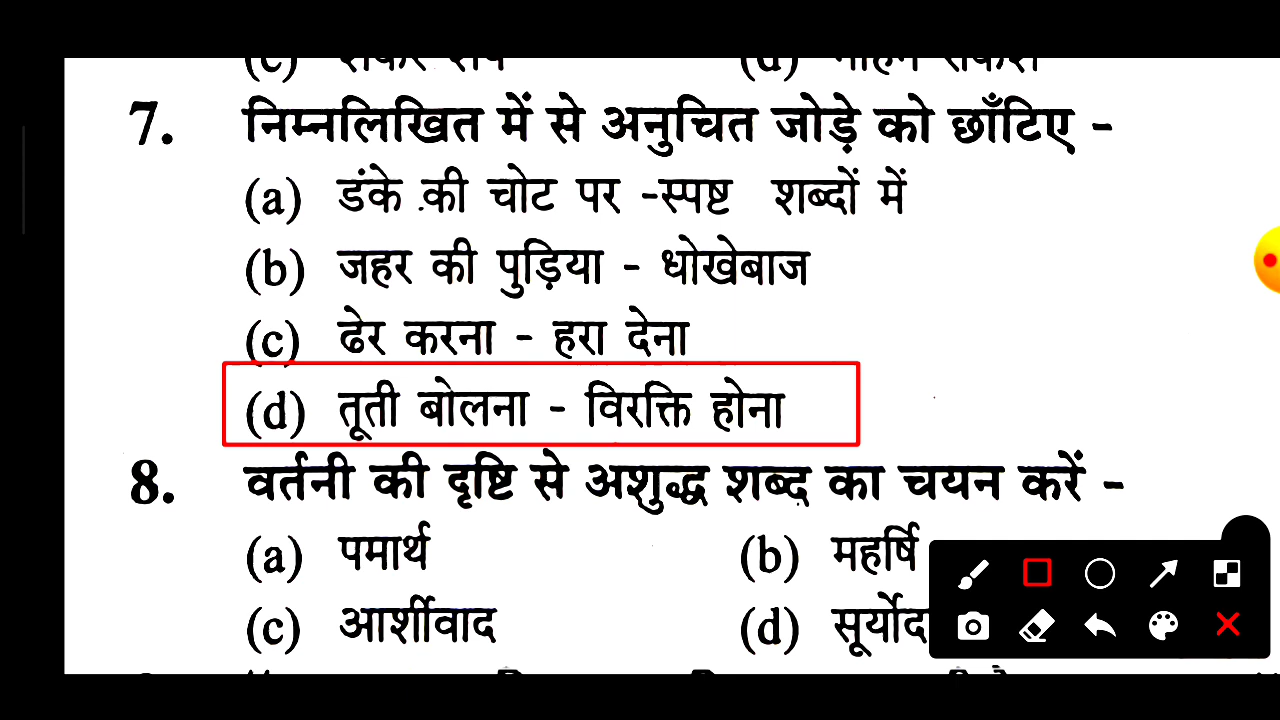 7. निम्नलिखित में से अनुचित जोड़े को छाँटिए -
(a) डंके की चोट पर -स्पष्ट शब्दों में
(b) जहर की पुड़िया - धोखेबाज
(c) ढेर करना - हरा देना
(d) तूती बोलना - विरक्ति होना
8. वर्तनी की दृष्टि से अशुद्ध शब्द का चयन करें -
(a) पमार्थ (b) महर्षि
(c) आर्शीवाद (d)